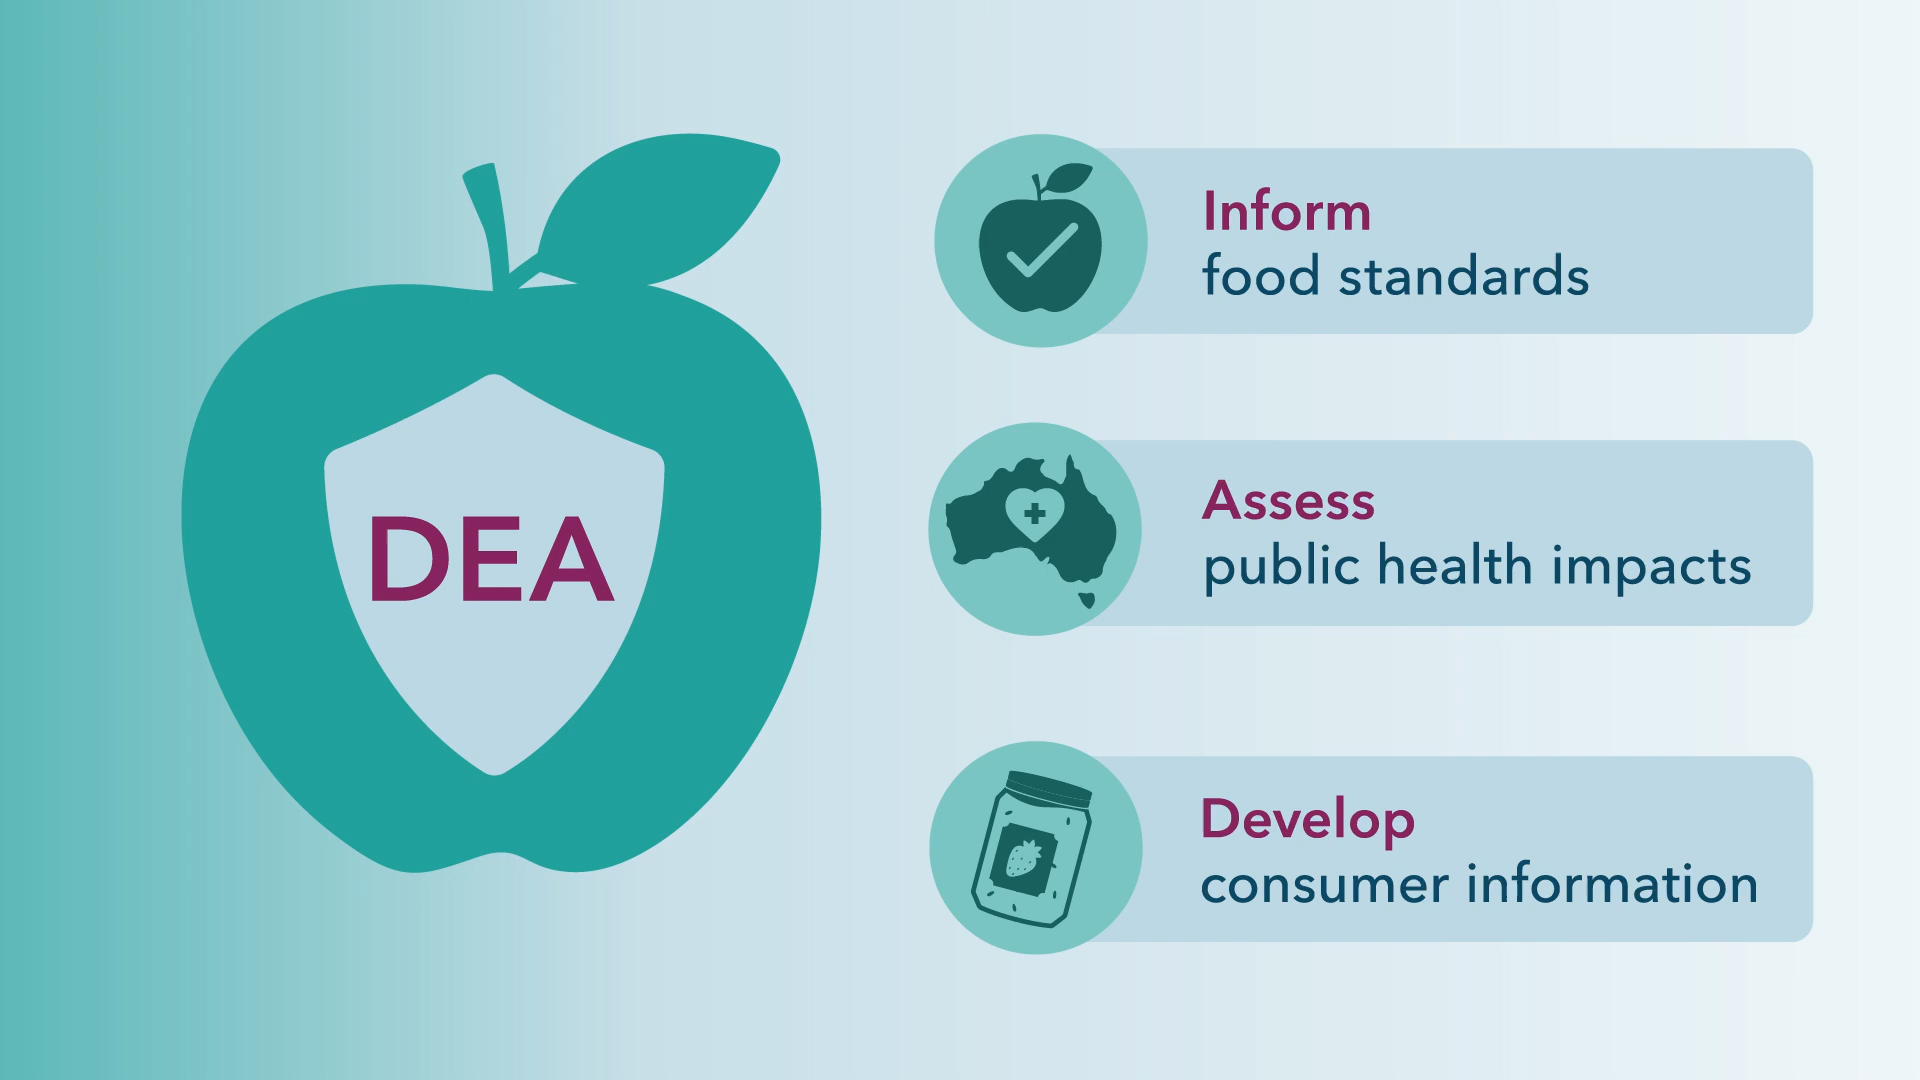 DEA
Inform
food standards
Assess
public health impacts
Develop
consumer information